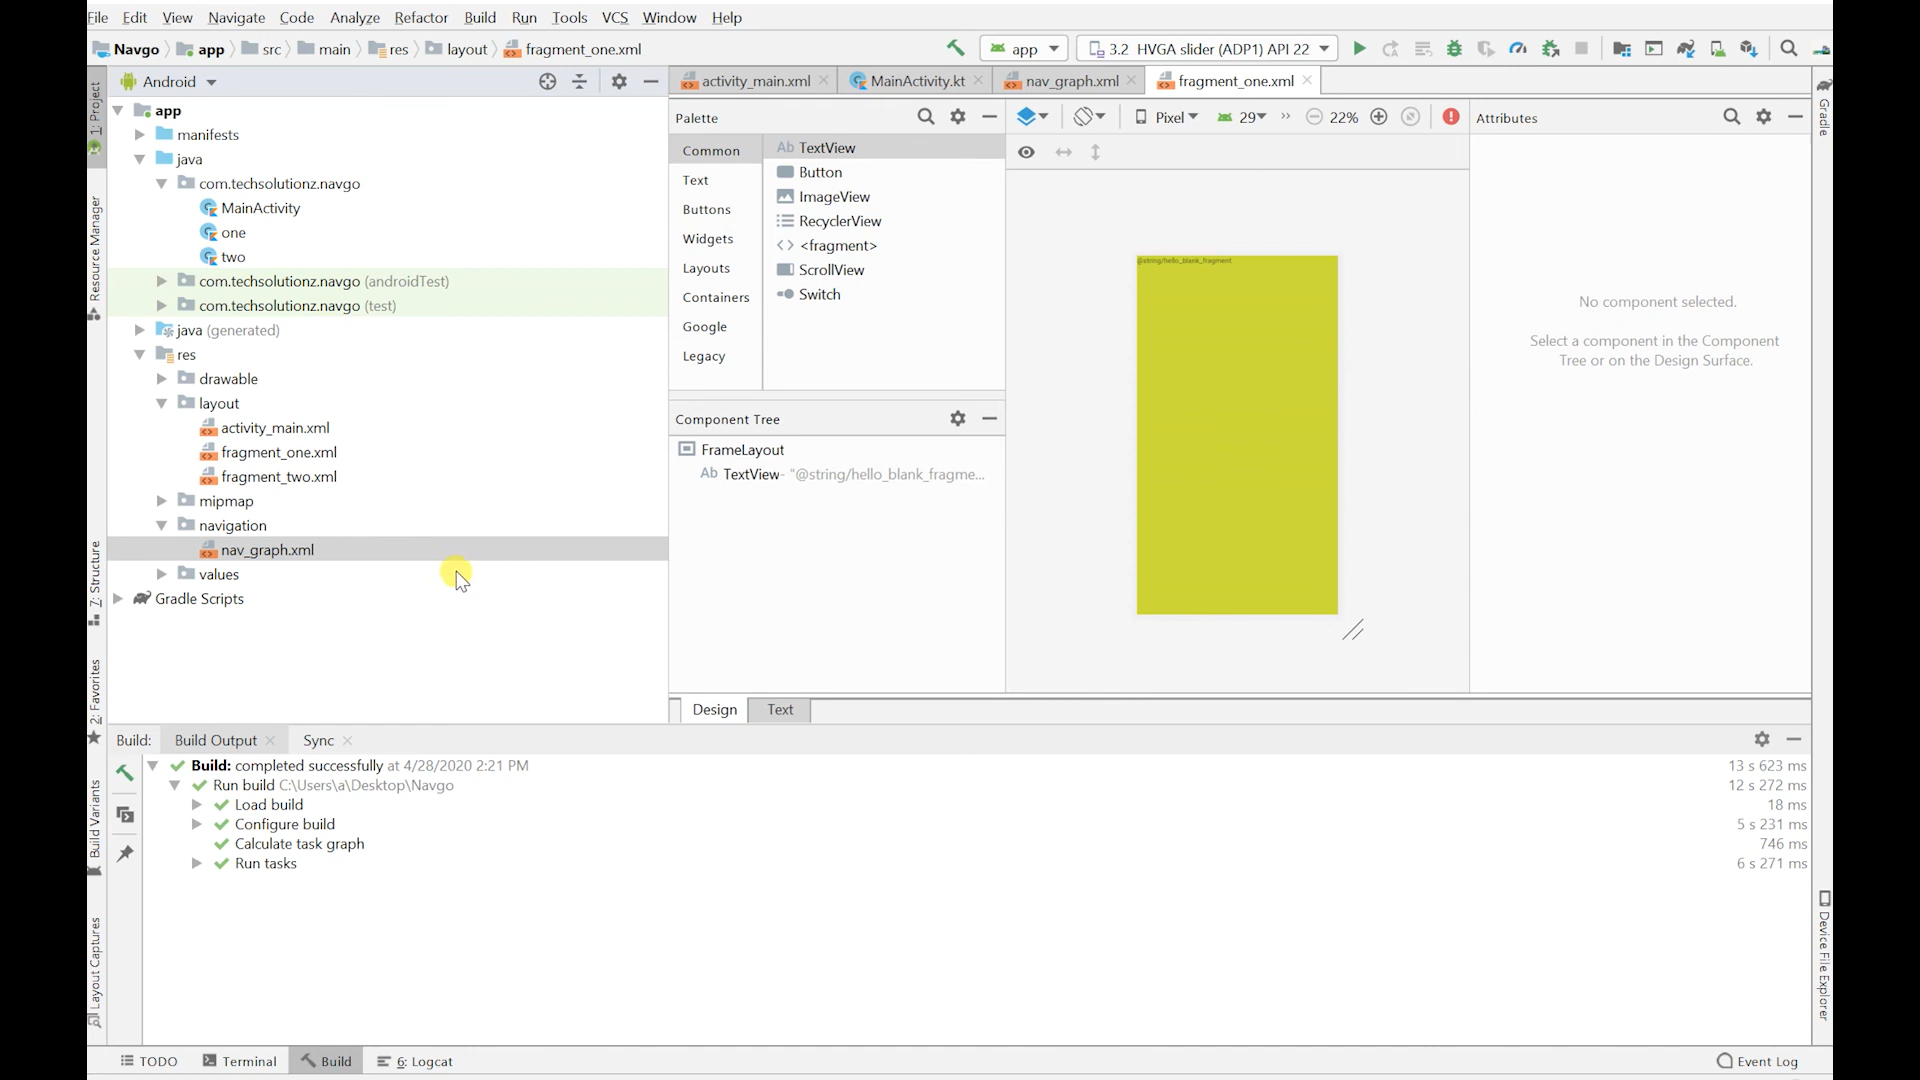 File Edit View Navigate Code Analyze Refactor Build Run Tools VCS Window Help
Navgo app src main res layout fragment_one.xml
app 3.2 HVGA slider (ADP1) API 22
Android
activity_main.xml MainActivity.kt nav_graph.xml fragment_one.xml
1: Project
Resource Manager
7: Structure
2: Favorites
Build Variants
Layout Captures
app
manifests
java
com.techsolutionz.navgo
MainActivity
one
two
com.techsolutionz.navgo (androidTest)
com.techsolutionz.navgo (test)
java (generated)
res
drawable
layout
activity_main.xml
fragment_one.xml
fragment_two.xml
mipmap
navigation
nav_graph.xml
values
Gradle Scripts
Palette
Common
Text
Buttons
Widgets
Layouts
Containers
Google
Legacy
Ab TextView
Button
ImageView
RecyclerView
<> <fragment>
ScrollView
Switch
Component Tree
FrameLayout
Ab TextView- "@string/hello_blank_fragme...
Pixel 29 » 22%
@string/hello_blank_fragment
Attributes
No component selected.
Select a component in the Component
Tree or on the Design Surface.
Gradle
Device File Explorer
Design Text
Build: Build Output Sync
Build: completed successfully at 4/28/2020 2:21 PM 13 s 623 ms
Run build C:\Users\a\Desktop\Navgo 12 s 272 ms
Load build 18 ms
Configure build 5 s 231 ms
Calculate task graph 746 ms
Run tasks 6 s 271 ms
TODO Terminal Build 6: Logcat Event Log